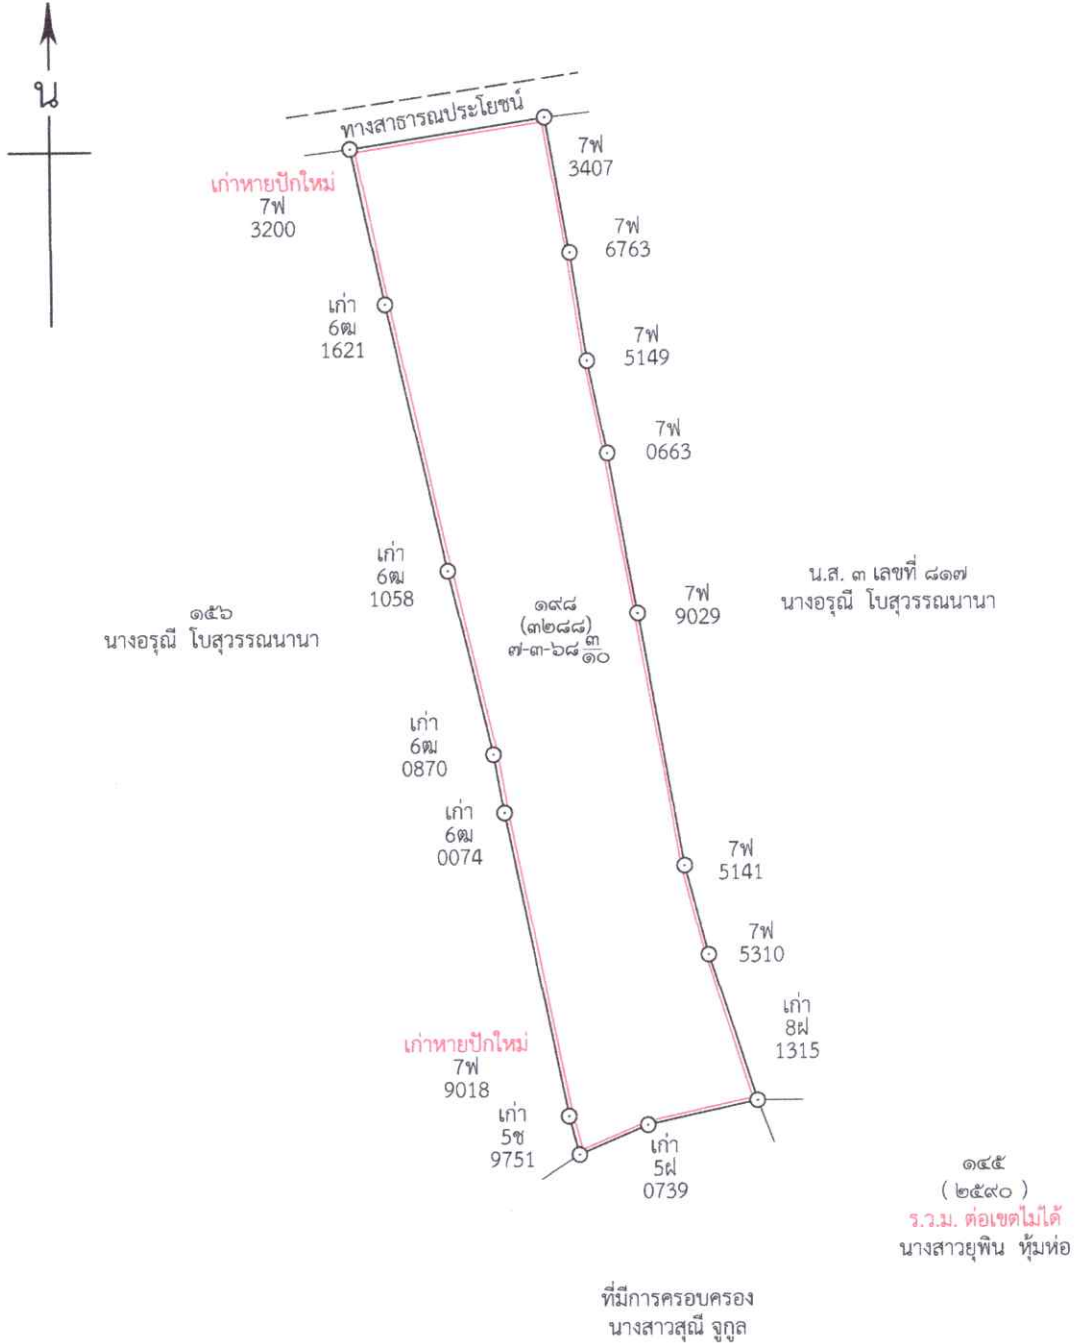 น
ทางสาธารณประโยชน์
7ฟ
3407
เก่าหายปักใหม่
7ฟ
3200
7ฟ
6763
เก่า
6ฒ
1621
7ฟ
5149
7ฟ
0663
เก่า
6ฒ
1058
๑๕๖
นางอรุณี โบสุวรรณนานา
๑๙๘
(๓๒๘๘)
๗-๓-๖๘ ๓/๑๐
7ฟ
9029
น.ส. ๓ เลขที่ ๘๑๗
นางอรุณี โบสุวรรณนานา
เก่า
6ฒ
0870
เก่า
6ฒ
0074
7ฟ
5141
7ฟ
5310
เก่า
8ฝ
1315
เก่าหายปักใหม่
7ฟ
9018
เก่า
5ช
9751
เก่า
5ฝ
0739
๑๔๕
( ๒๕๙๐ )
ร.ว.ม. ต่อเขตไม่ได้
นางสาวยุพิน หุ้มห่อ
ที่มีการครอบครอง
นางสาวสุณี จูกูล